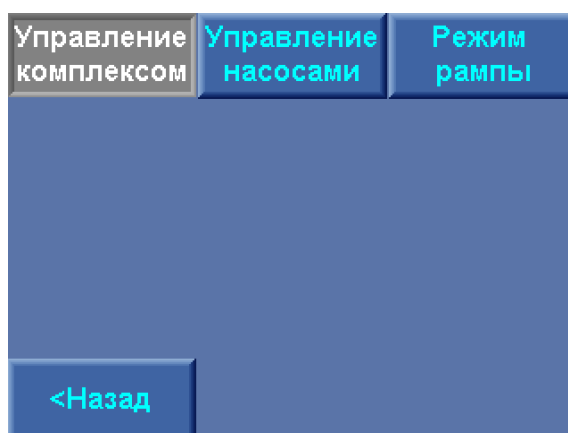 Управление
комплексом
Управление
насосами
Режим
рампы
<Назад